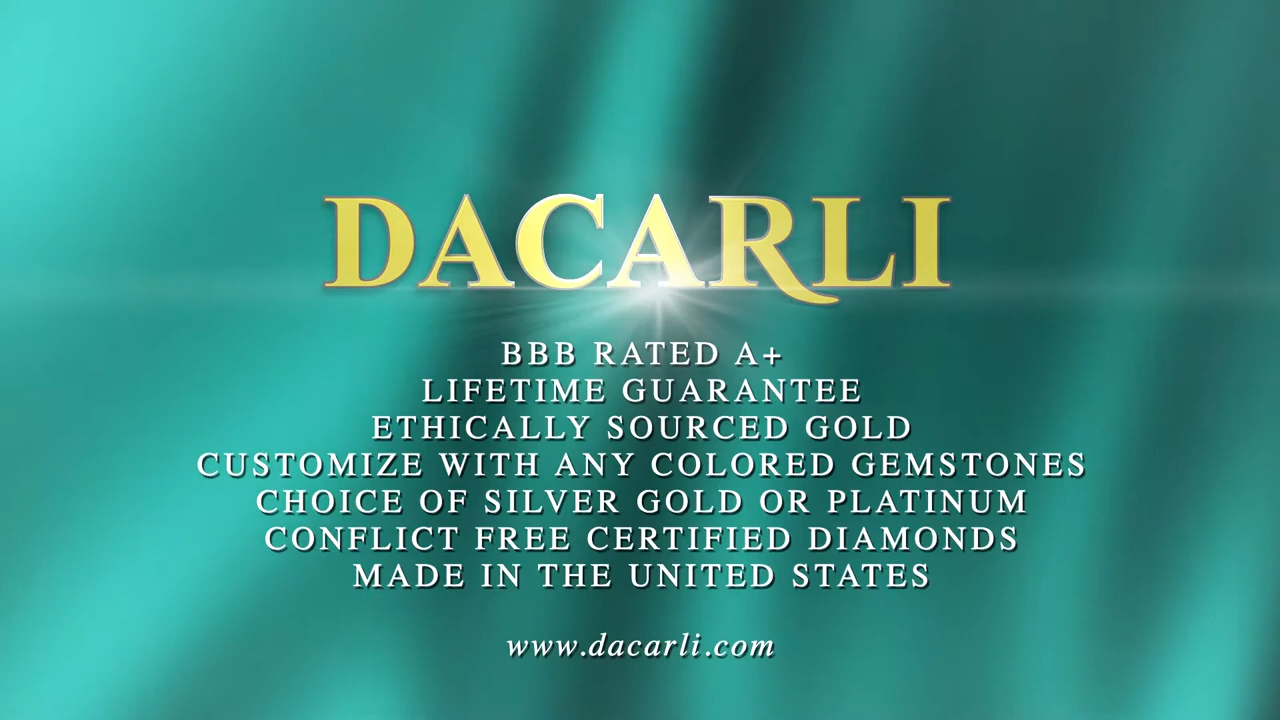 DACARLI
BBB RATED A+
LIFETIME GUARANTEE
ETHICALLY SOURCED GOLD
CUSTOMIZE WITH ANY COLORED GEMSTONES
CHOICE OF SILVER GOLD OR PLATINUM
CONFLICT FREE CERTIFIED DIAMONDS
MADE IN THE UNITED STATES
www.dacarli.com